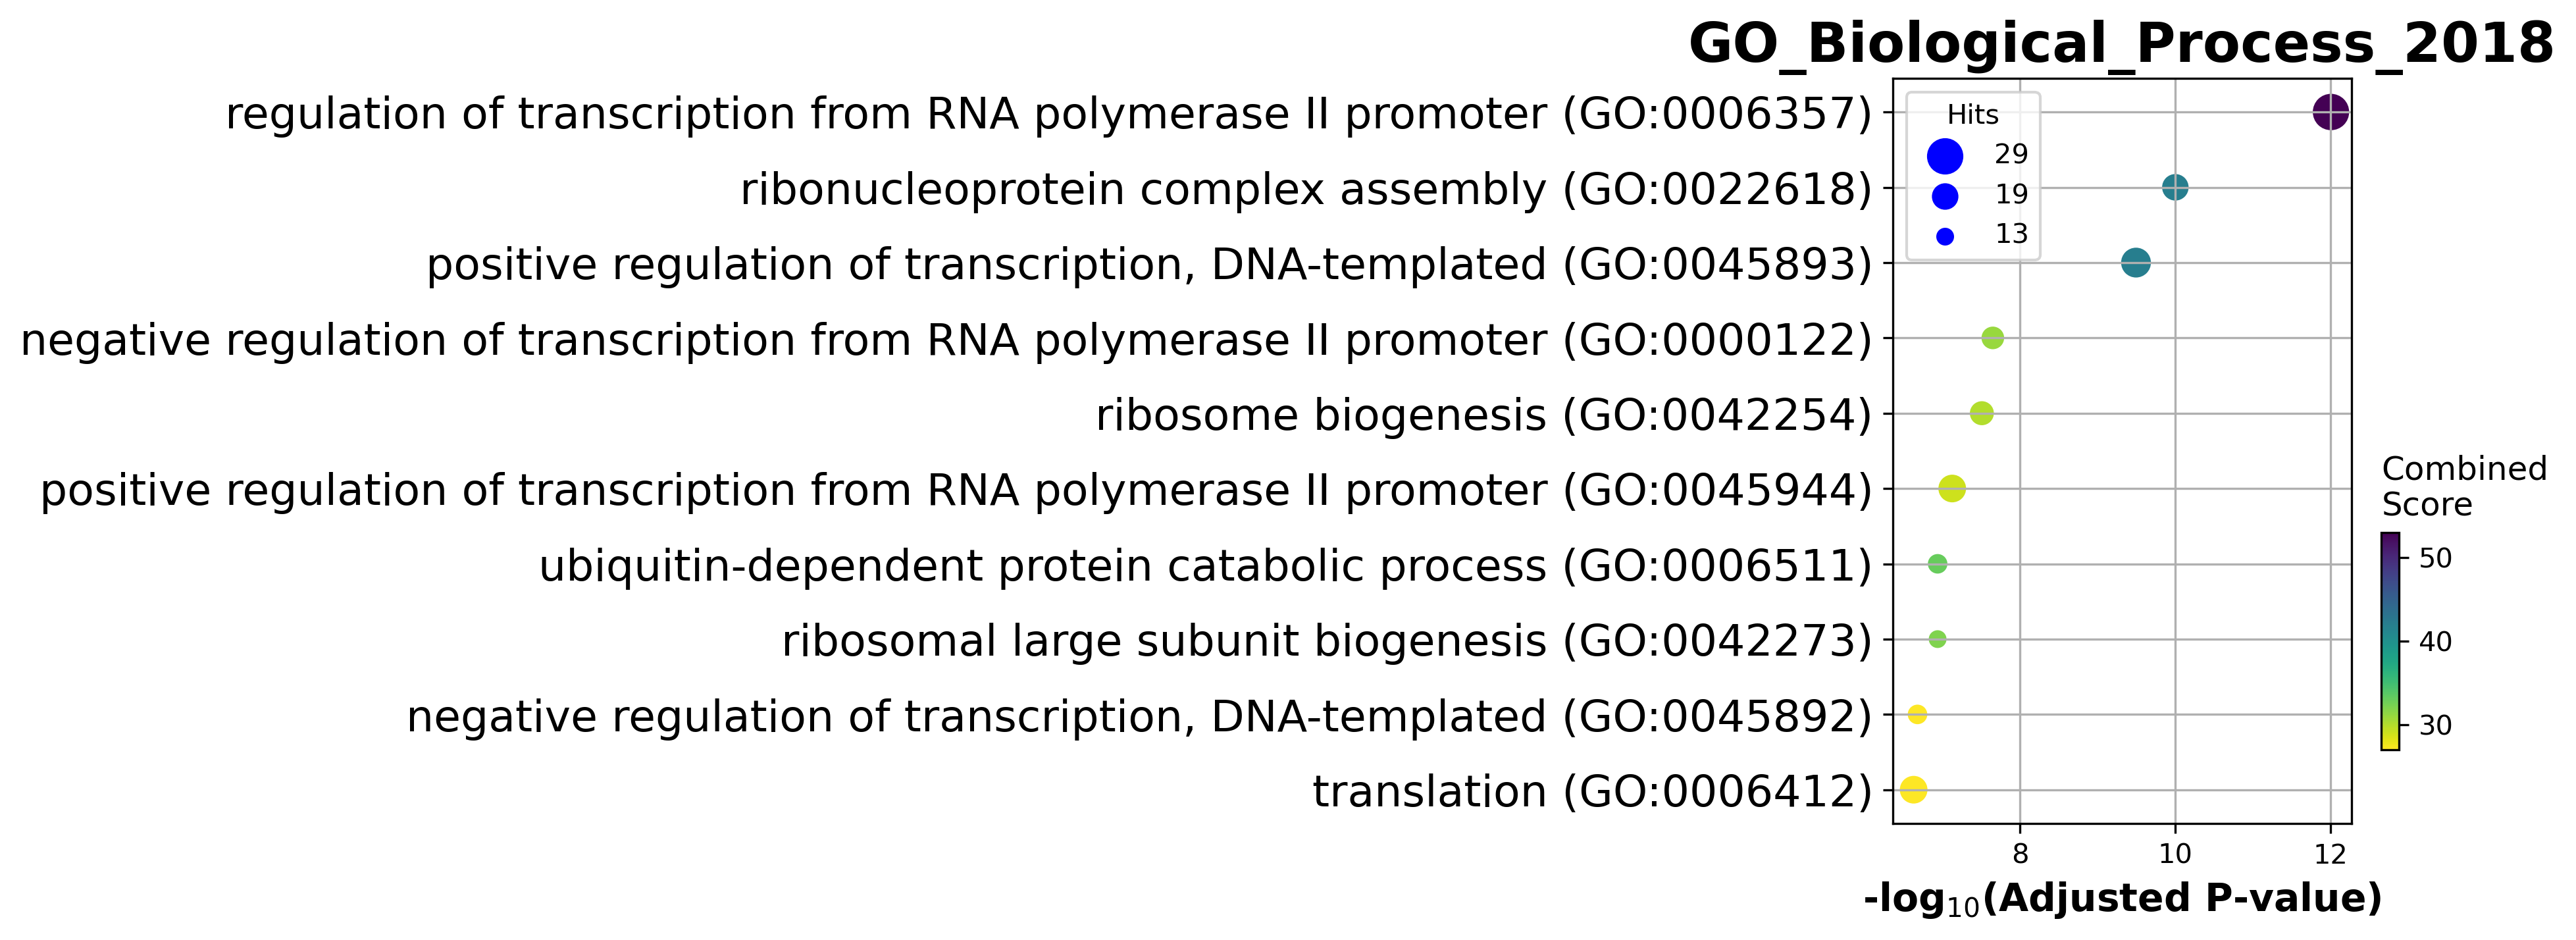 GO_Biological_Process_2018
regulation of transcription from RNA polymerase II promoter (GO:0006357)
ribonucleoprotein complex assembly (GO:0022618)
positive regulation of transcription, DNA-templated (GO:0045893)
negative regulation of transcription from RNA polymerase II promoter (GO:0000122)
ribosome biogenesis (GO:0042254)
positive regulation of transcription from RNA polymerase II promoter (GO:0045944)
ubiquitin-dependent protein catabolic process (GO:0006511)
ribosomal large subunit biogenesis (GO:0042273)
negative regulation of transcription, DNA-templated (GO:0045892)
translation (GO:0006412)
Hits
29
19
13
Combined
Score
50
40
30
8 10 12
-log10(Adjusted P-value)